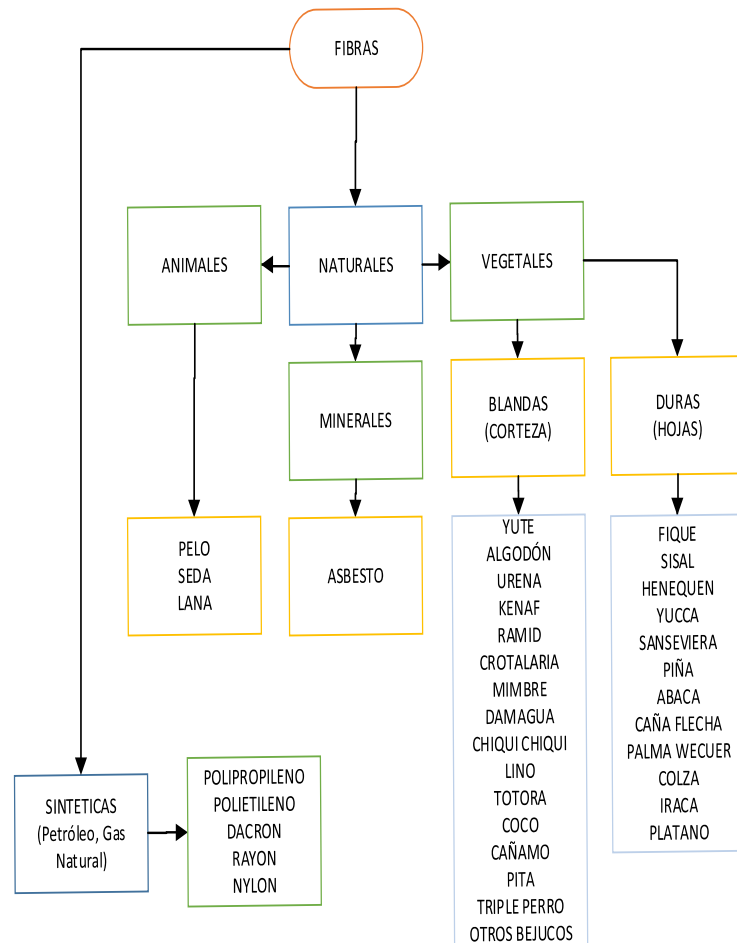 FIBRAS
ANIMALES
NATURALES
VEGETALES
MINERALES
BLANDAS
(CORTEZA)
DURAS
(HOJAS)
PELO
SEDA
LANA
ASBESTO
YUTE
ALGODÓN
URENA
KENAF
RAMID
CROTALARIA
MIMBRE
DAMAGUA
CHIQUI CHIQUI
LINO
TOTORA
COCO
CAÑAMO
PITA
TRIPLE PERRO
OTROS BEJUCOS
FIQUE
SISAL
HENEQUEN
YUCCA
SANSEVIERA
PIÑA
ABACA
CAÑA FLECHA
PALMA WECUER
COLZA
IRACA
PLATANO
SINTETICAS
(Petróleo, Gas
Natural)
POLIPROPILENO
POLIETILENO
DACRON
RAYON
NYLON